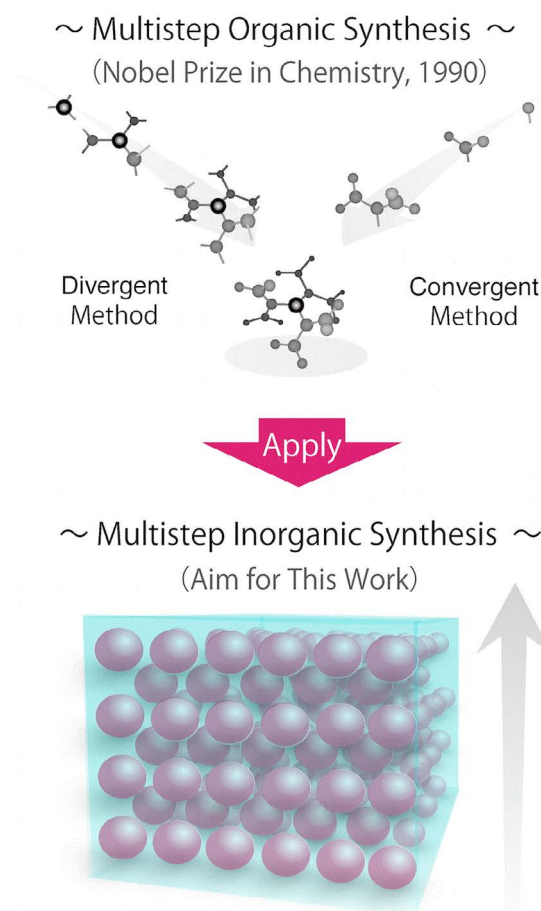 ～ Multistep Organic Synthesis ～
(Nobel Prize in Chemistry, 1990)
Divergent
Method
Convergent
Method
Apply
～ Multistep Inorganic Synthesis ～
(Aim for This Work)